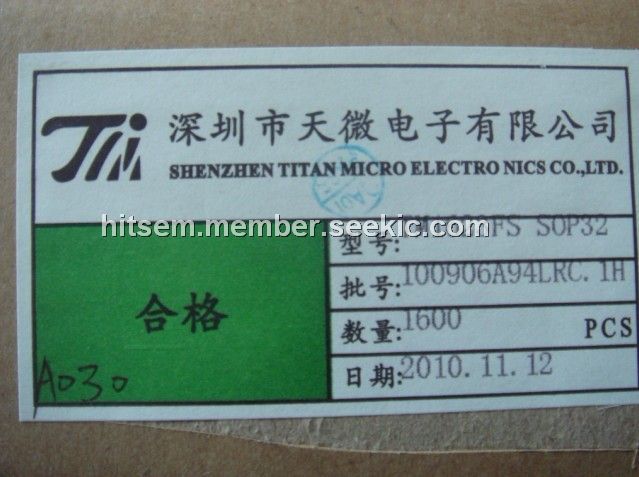 TM
深圳市天微电子有限公司
SHENZHEN TITAN MICRO ELECTRO NICS CO.,LTD.
hitsem.member.seekic.com
型号: SOP32
批号:100906A94LRC.1H
数量:1600 PCS
日期:2010.11.12
合格
A030